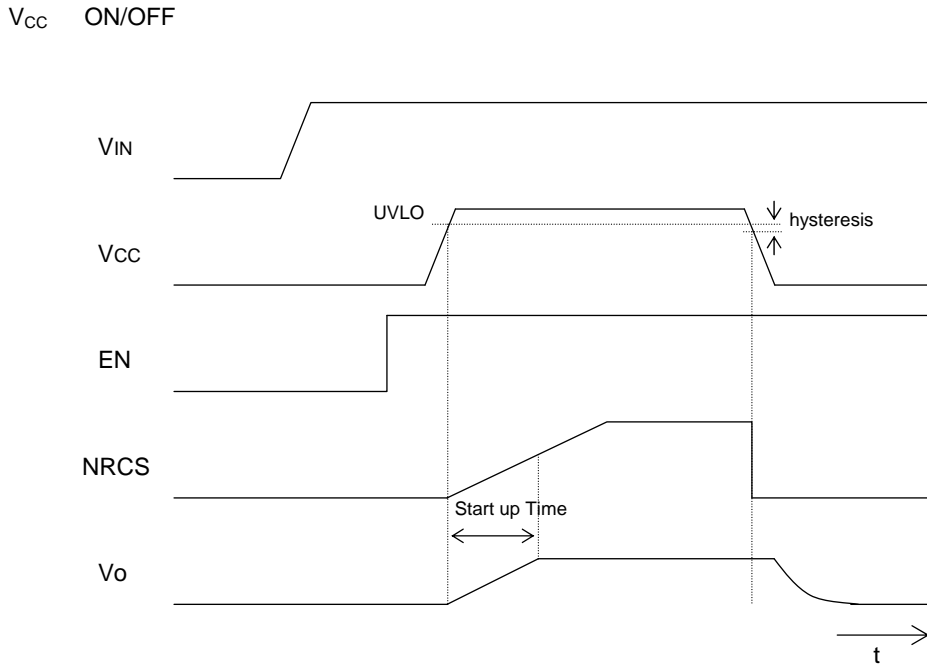 VCC ON/OFF
VIN
UVLO
hysteresis
VCC
EN
NRCS
Start up Time
Vo
t